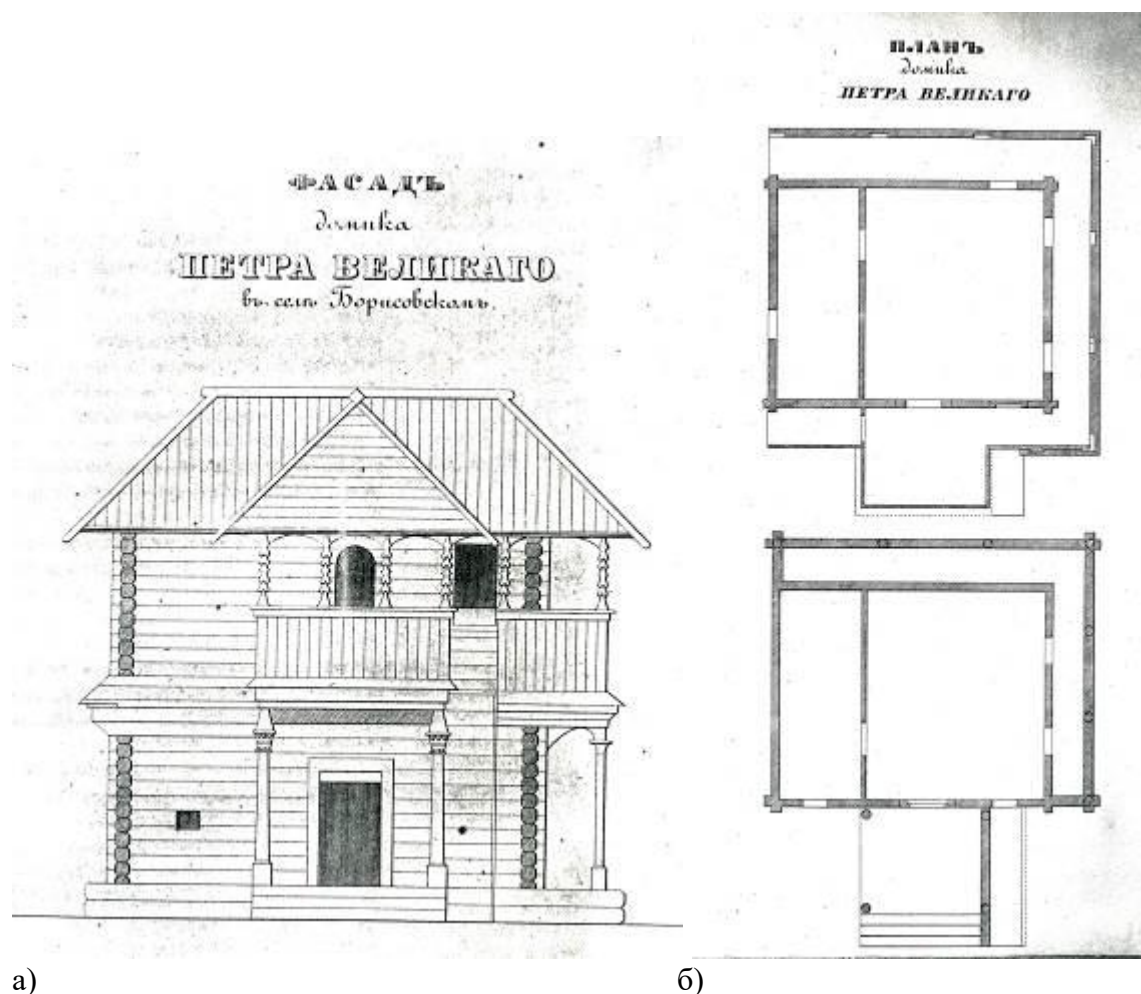 ФАСАДЪ
домика
ПЕТРА ВЕЛИКАГО
въ селѣ Борисовскомъ.
ПЛАНЪ
домика
ПЕТРА ВЕЛИКАГО
а)
б)